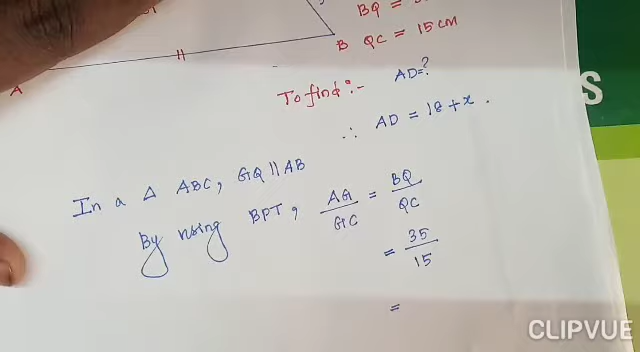 BQ =
B QC = 15 CM
A
To find:- AD=?
∴ AD = 18 + x .
In a Δ ABC, GQ || AB
By using BPT, AG/GC = BQ/QC
= 35/15
=
S
CLIPVUE